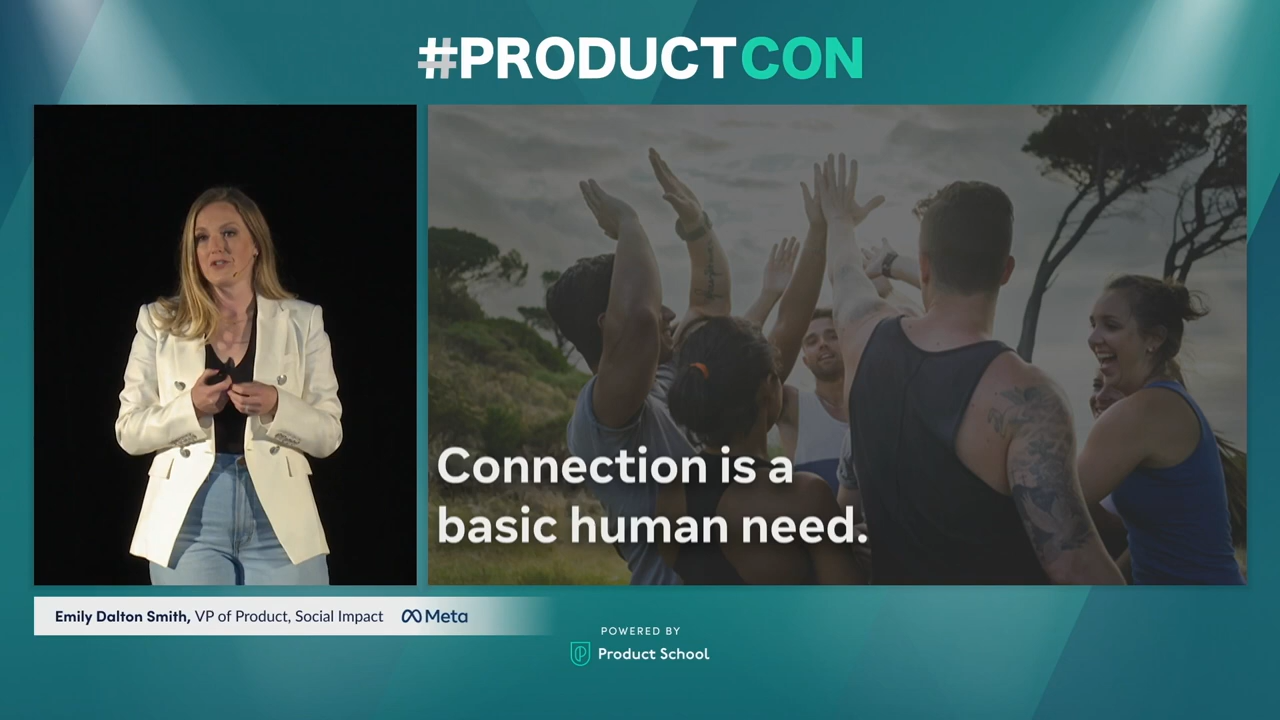 #PRODUCTCON
Connection is a
basic human need.
Emily Dalton Smith, VP of Product, Social Impact Meta
POWERED BY
Product School